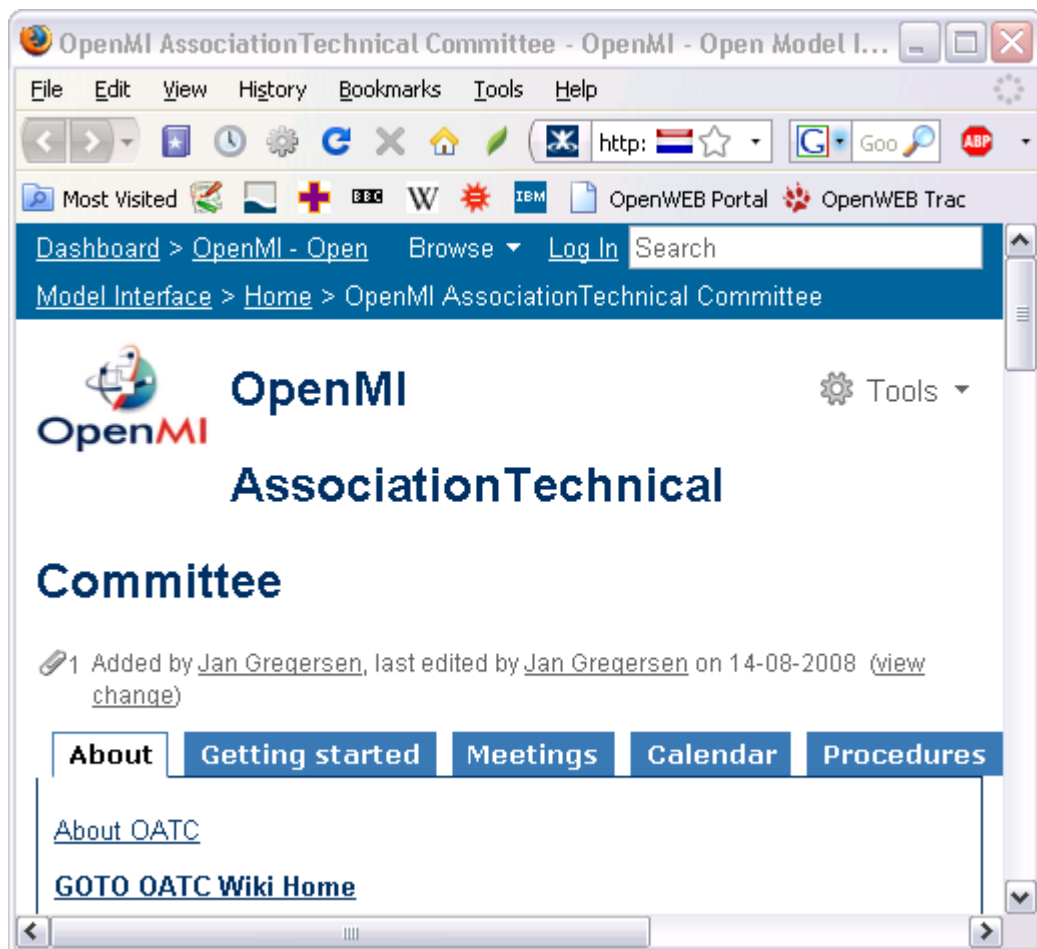 OpenMI AssociationTechnical Committee - OpenMI - Open Model I...
File Edit View History Bookmarks Tools Help
http: G Goo ABP
Most Visited BBC W IBM OpenWEB Portal OpenWEB Trac
Dashboard > OpenMI - Open Browse Log In Search
Model Interface > Home > OpenMI AssociationTechnical Committee
OpenMI
OpenMI Tools
AssociationTechnical
Committee
1 Added by Jan Gregersen, last edited by Jan Gregersen on 14-08-2008 (view
change)
About Getting started Meetings Calendar Procedures
About OATC
GOTO OATC Wiki Home